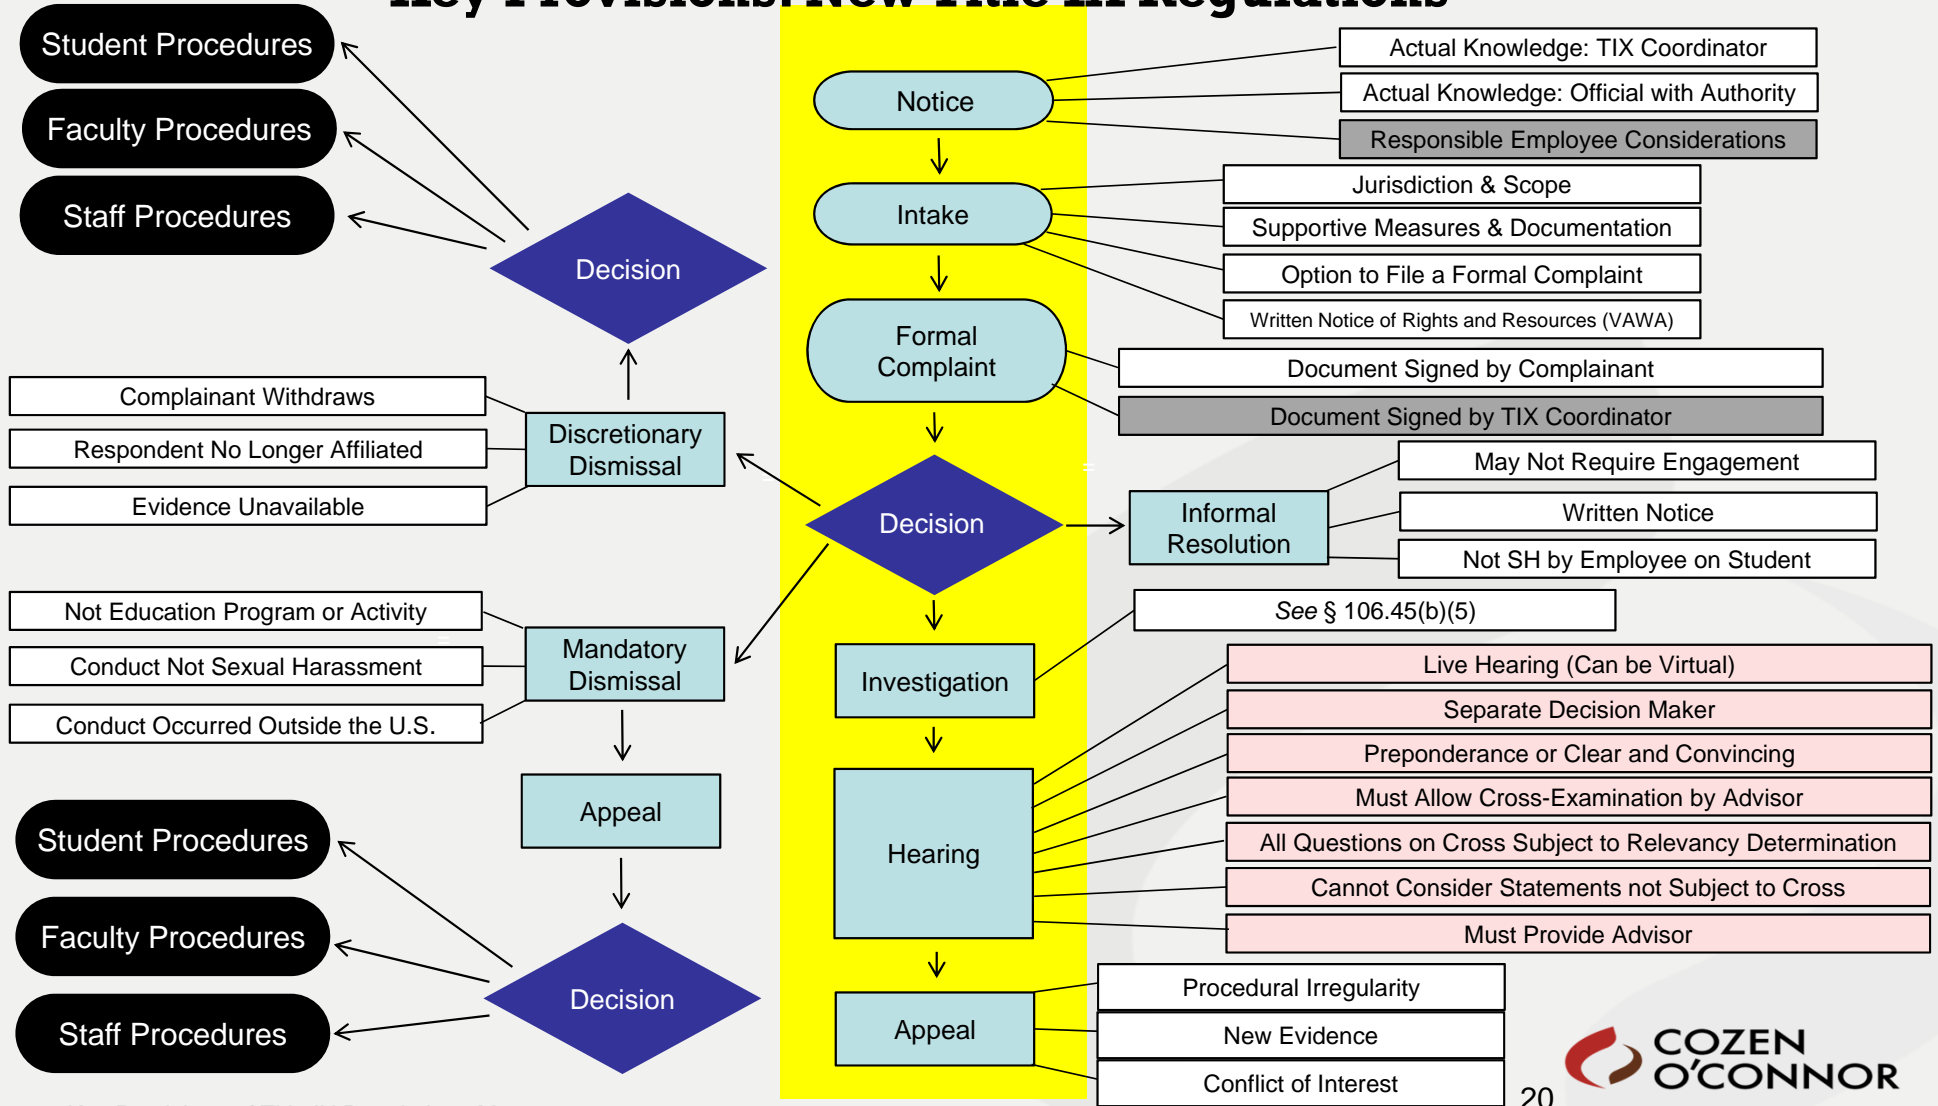 Key Provisions: New Title IX Regulations
Student Procedures
Faculty Procedures
Staff Procedures
Decision
Complainant Withdraws
Respondent No Longer Affiliated
Evidence Unavailable
Discretionary
Dismissal
Not Education Program or Activity
Conduct Not Sexual Harassment
Conduct Occurred Outside the U.S.
Mandatory
Dismissal
Appeal
Student Procedures
Faculty Procedures
Staff Procedures
Decision
Notice
Actual Knowledge: TIX Coordinator
Actual Knowledge: Official with Authority
Responsible Employee Considerations
Intake
Jurisdiction & Scope
Supportive Measures & Documentation
Option to File a Formal Complaint
Written Notice of Rights and Resources (VAWA)
Formal
Complaint
Document Signed by Complainant
Document Signed by TIX Coordinator
Decision
Informal
Resolution
May Not Require Engagement
Written Notice
Not SH by Employee on Student
Investigation
See § 106.45(b)(5)
Hearing
Live Hearing (Can be Virtual)
Separate Decision Maker
Preponderance or Clear and Convincing
Must Allow Cross-Examination by Advisor
All Questions on Cross Subject to Relevancy Determination
Cannot Consider Statements not Subject to Cross
Must Provide Advisor
Appeal
Procedural Irregularity
New Evidence
Conflict of Interest
20
COZEN
O'CONNOR